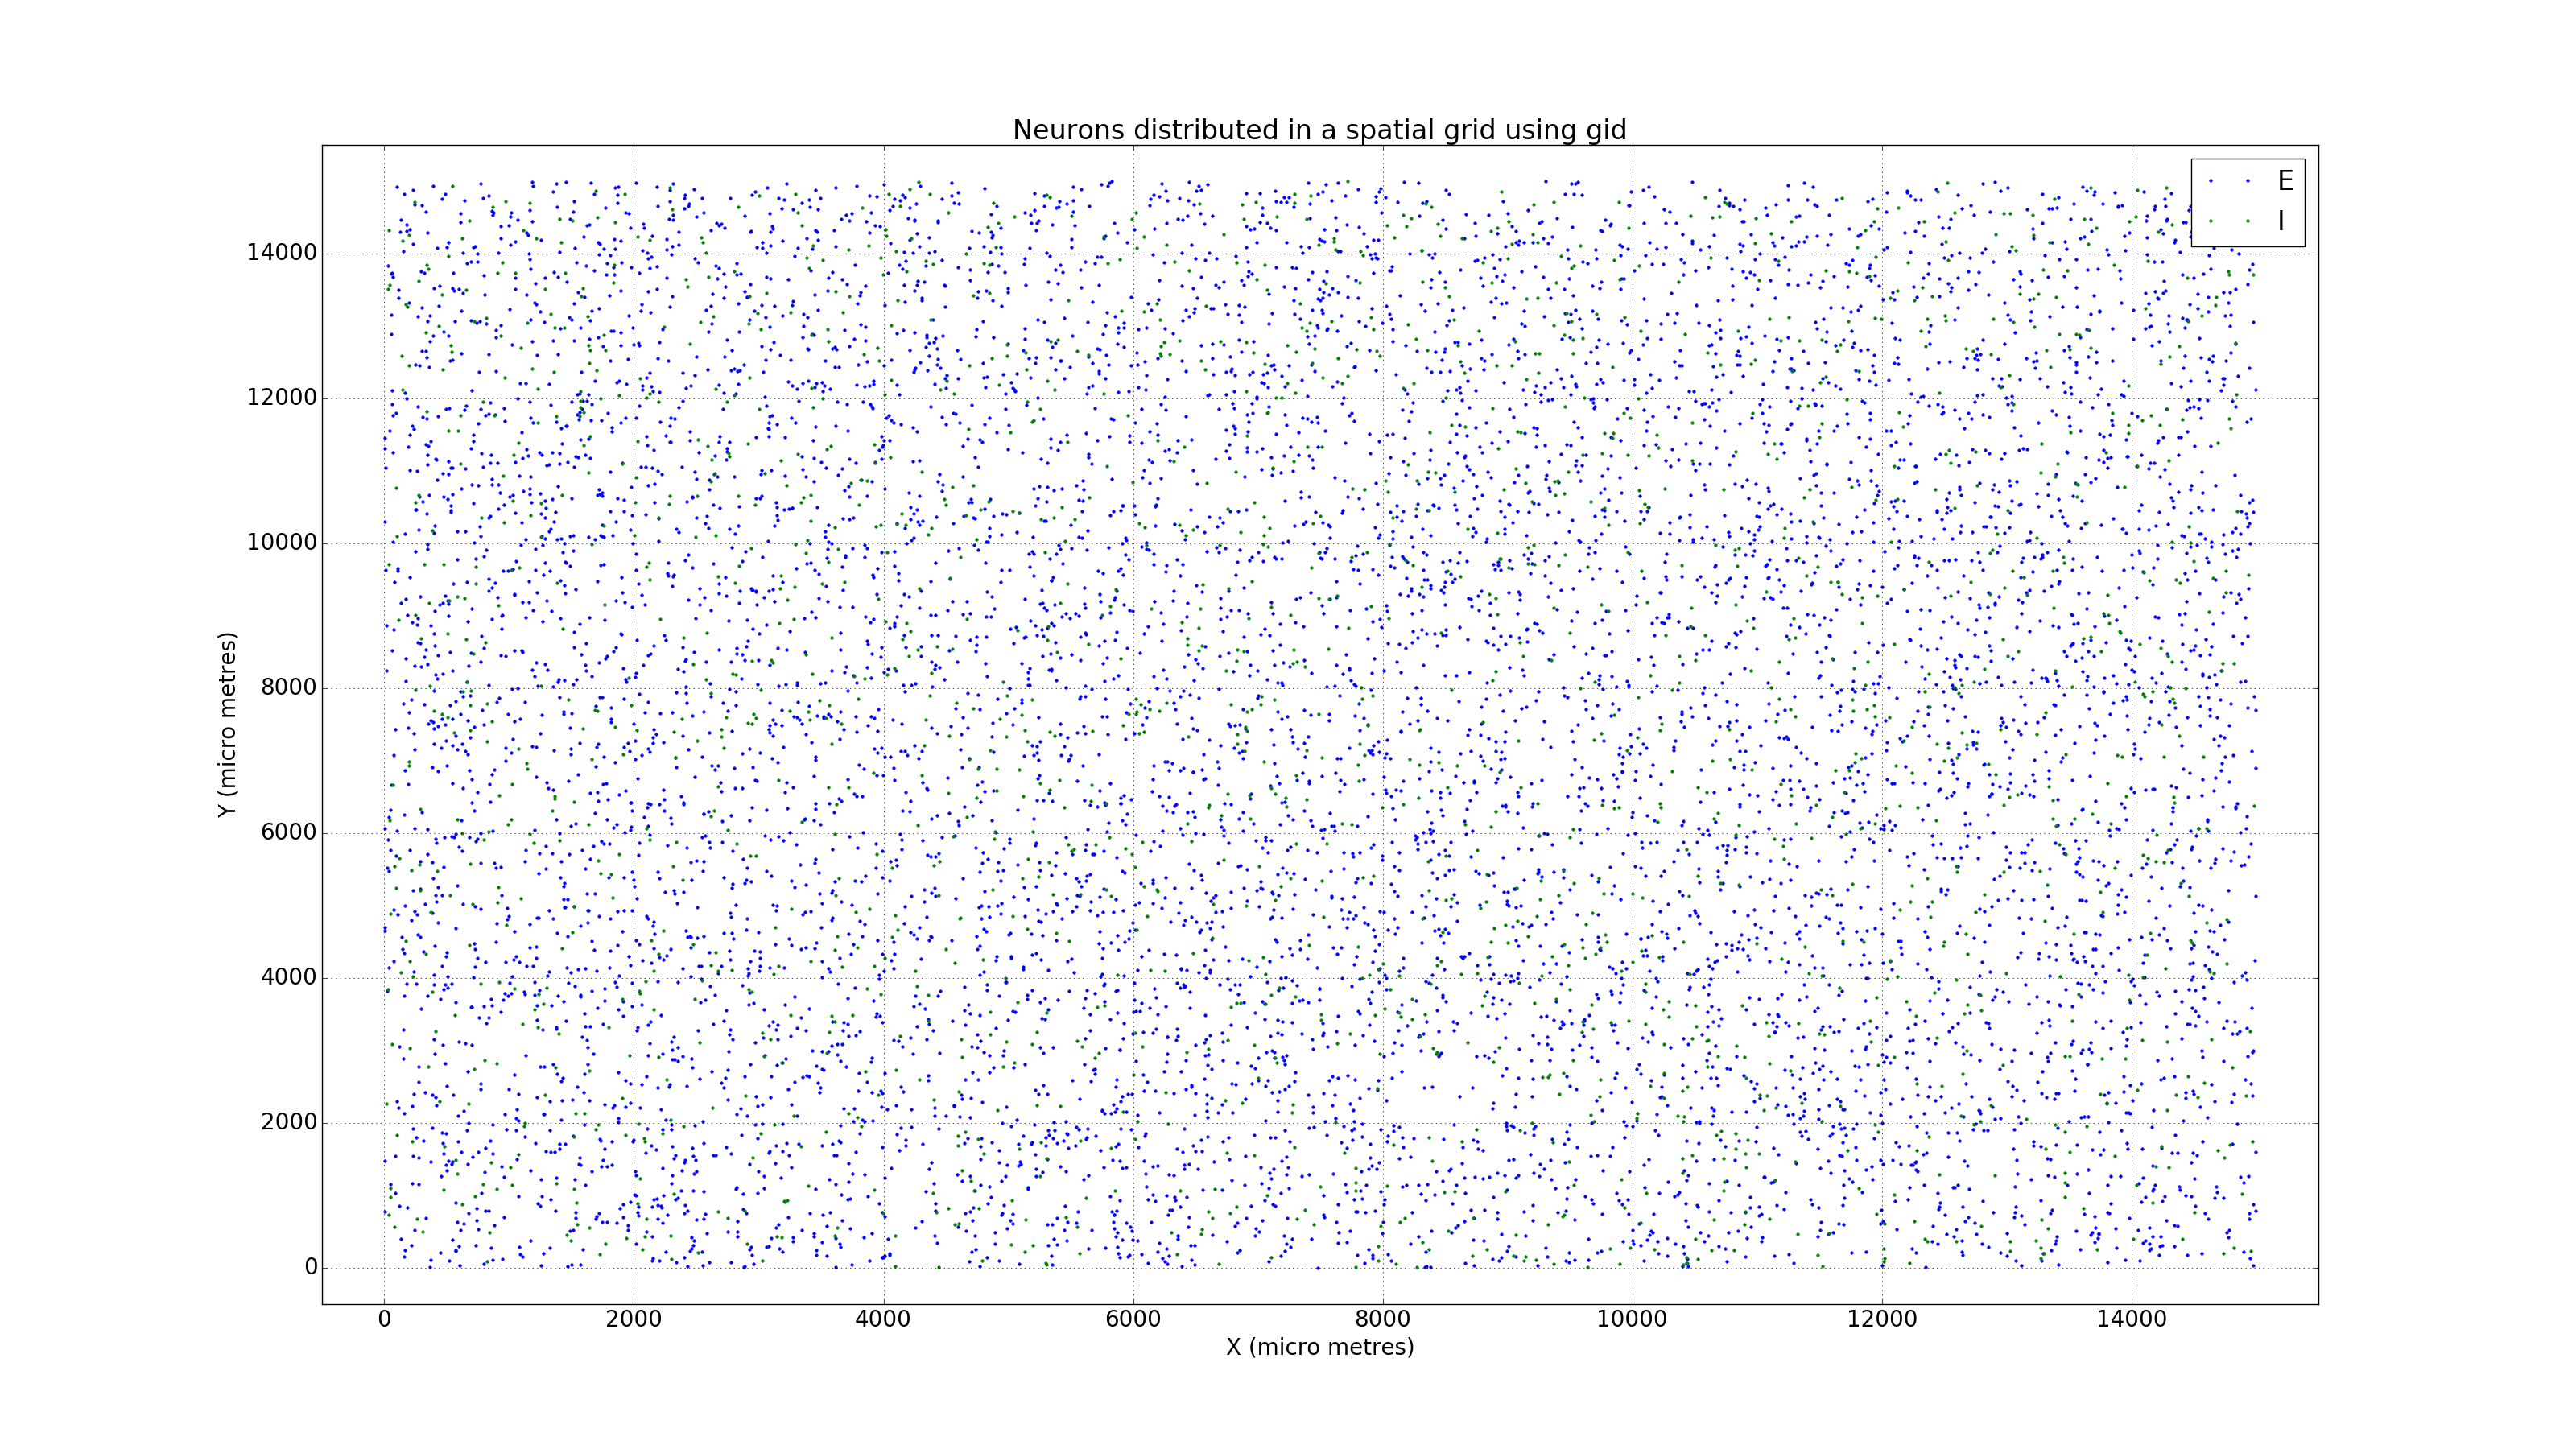 Neurons distributed in a spatial grid using gid
E
I
14000
12000
10000
8000
6000
4000
2000
0
Y (micro metres)
0 2000 4000 6000 8000 10000 12000 14000
X (micro metres)